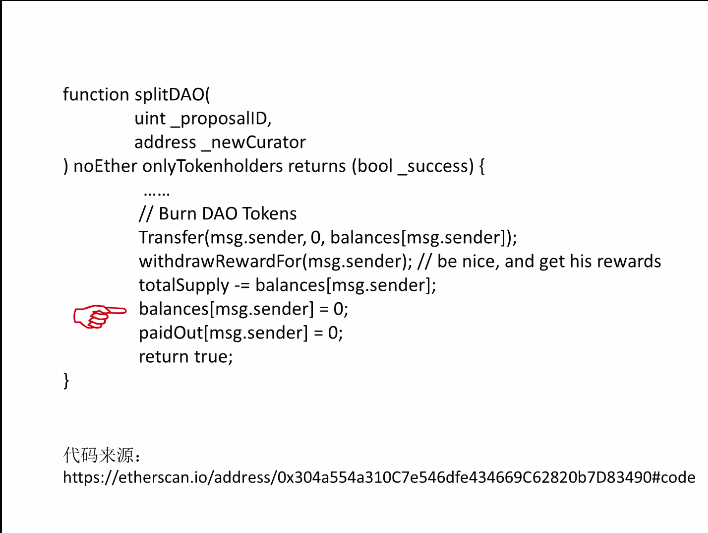 function splitDAO(
uint _proposalID,
address _newCurator
) noEther onlyTokenholders returns (bool _success) {
……
// Burn DAO Tokens
Transfer(msg.sender, 0, balances[msg.sender]);
withdrawRewardFor(msg.sender); // be nice, and get his rewards
totalSupply -= balances[msg.sender];
balances[msg.sender] = 0;
paidOut[msg.sender] = 0;
return true;
}
代码来源：
https://etherscan.io/address/0x304a554a310C7e546dfe434669C62820b7D83490#code